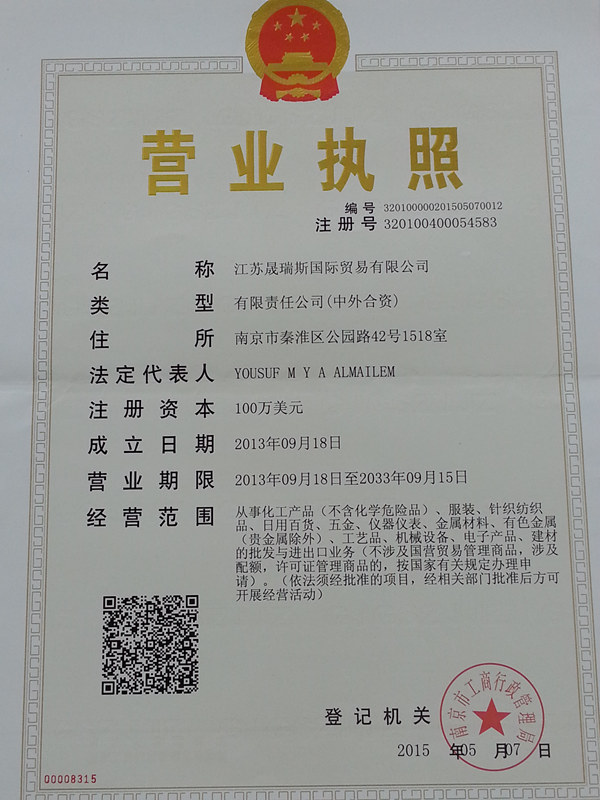 营业执照
编号 320100000201505070012
注册号 320100400054583
名称 江苏晟瑞斯国际贸易有限公司
类型 有限责任公司(中外合资)
住所 南京市秦淮区公园路42号1518室
法定代表人 YOUSUF M Y A ALMAILEM
注册资本 100万美元
成立日期 2013年09月18日
营业期限 2013年09月18日至2033年09月15日
经营范围 从事化工产品（不含化学危险品）、服装、针织纺织
品、日用百货、五金、仪器仪表、金属材料、有色金属
（贵金属除外）、工艺品、机械设备、电子产品、建材
的批发与进出口业务（不涉及国营贸易管理商品，涉及
配额，许可证管理商品的，按国家有关规定办理申
请）。（依法须经批准的项目，经相关部门批准后方可
开展经营活动）
登记机关
南京市工商行政管理局
2015 年 05 月 07 日
00008315